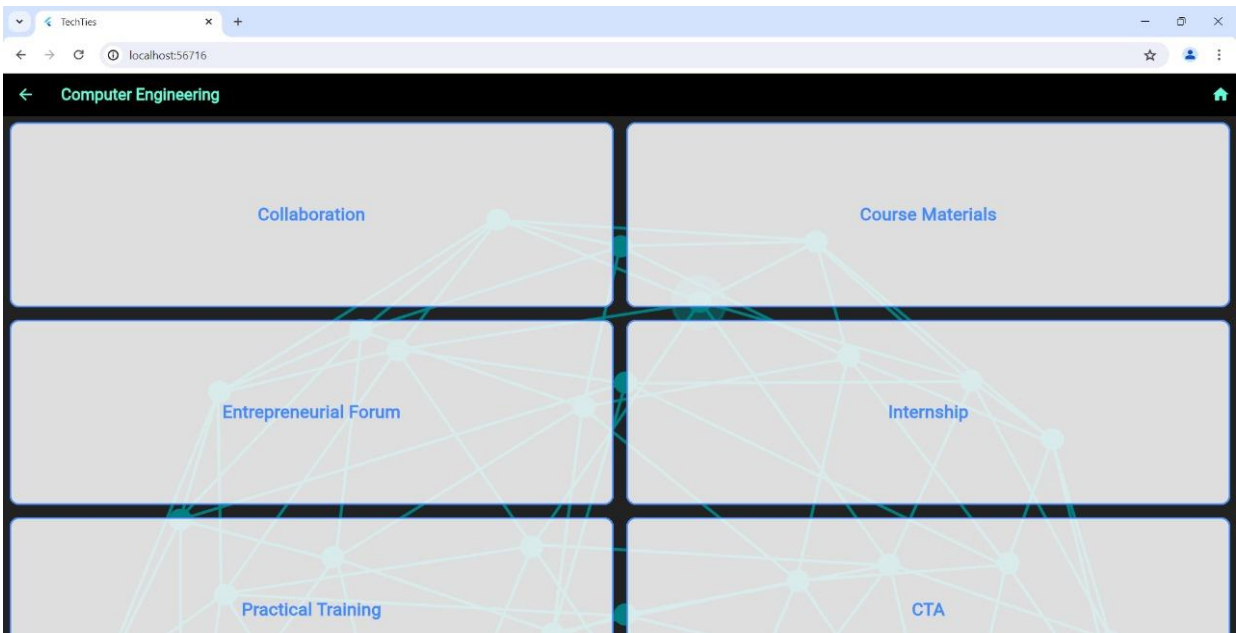 TechTies
localhost:56716
Computer Engineering
Collaboration
Course Materials
Entrepreneurial Forum
Internship
Practical Training
CTA